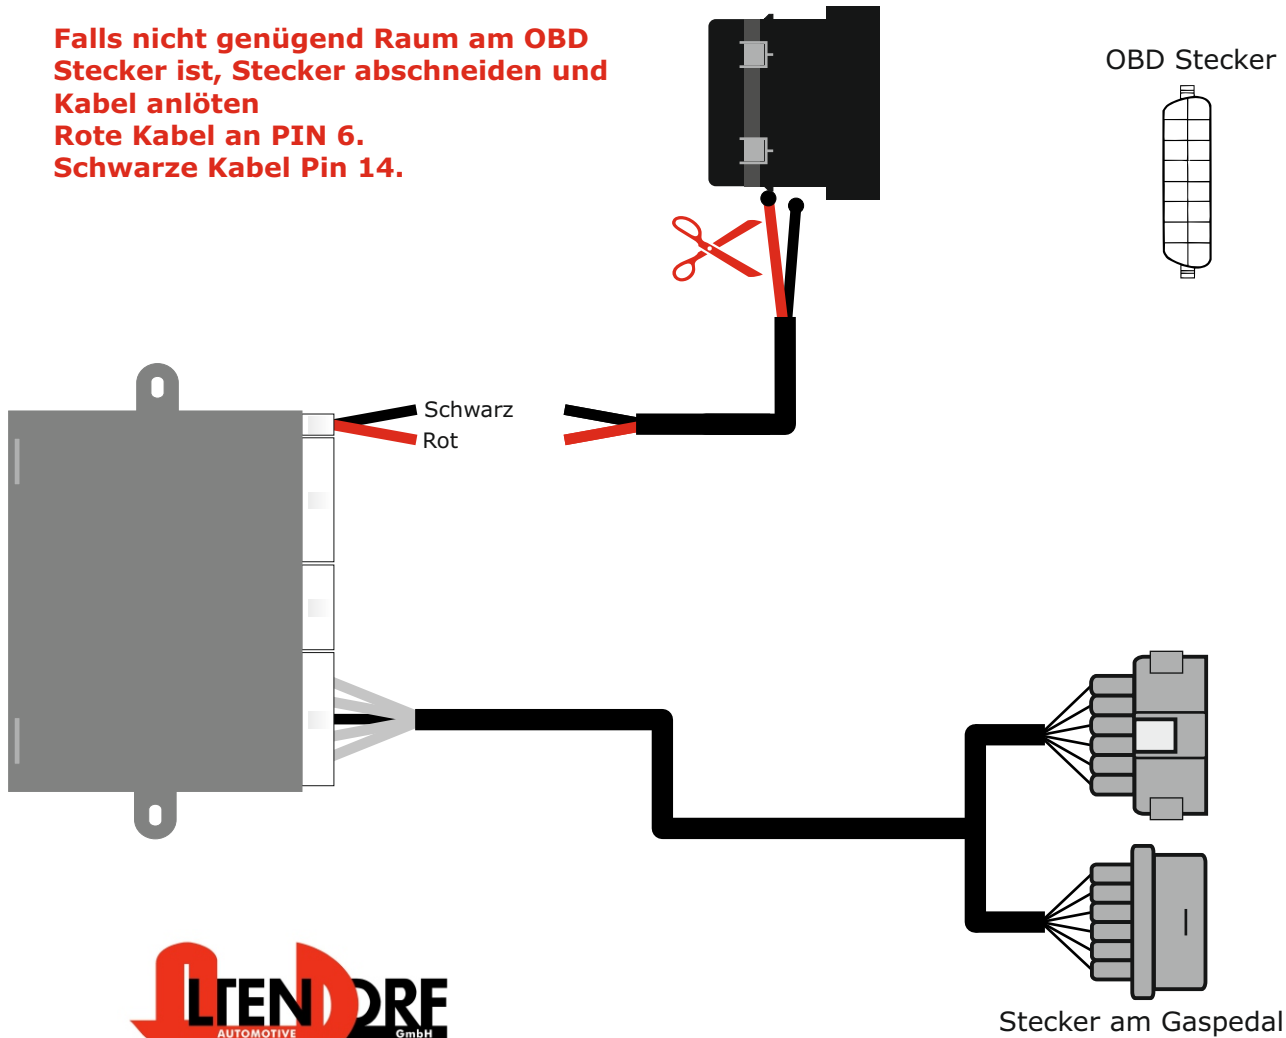 Falls nicht genügend Raum am OBD
Stecker ist, Stecker abschneiden und
Kabel anlöten
Rote Kabel an PIN 6.
Schwarze Kabel Pin 14.
OBD Stecker
Schwarz
Rot
Stecker am Gaspedal
ALTENDORF
AUTOMOTIVE GmbH